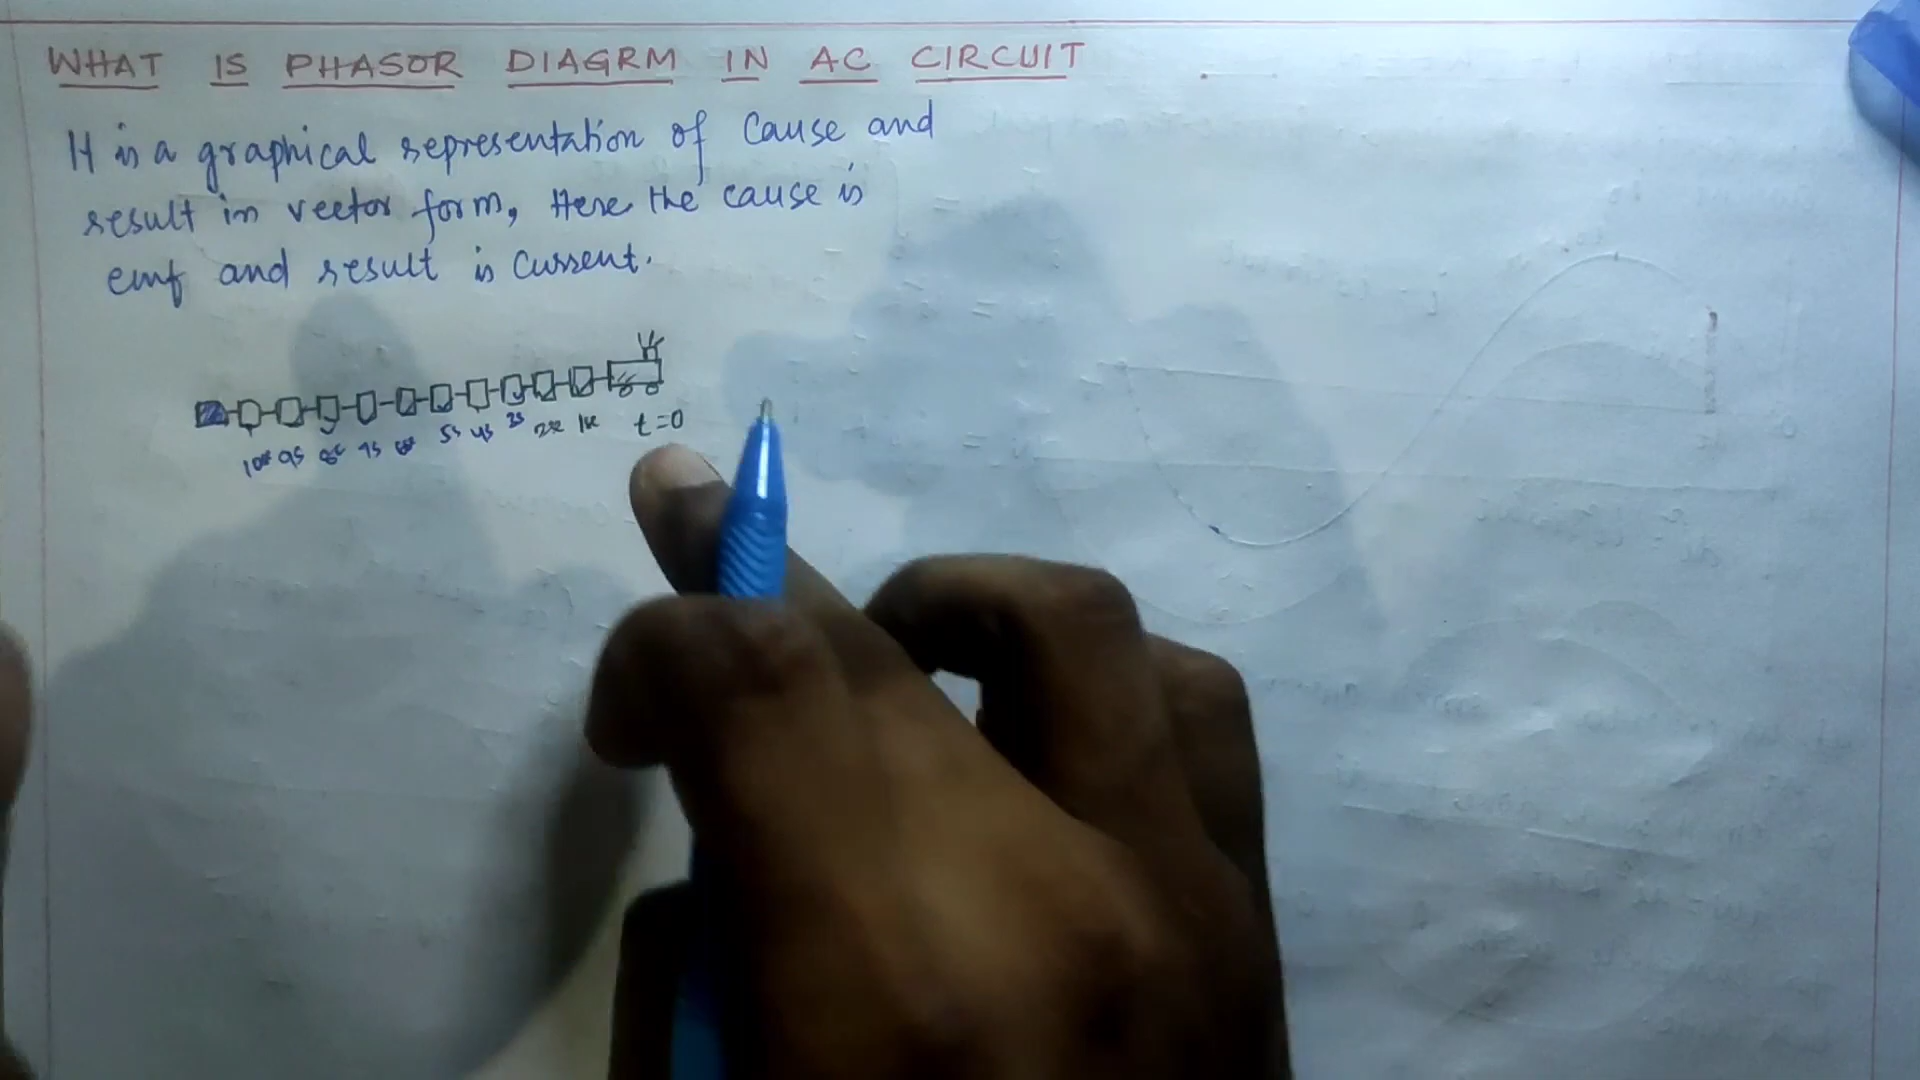 WHAT IS PHASOR DIAGRM IN AC CIRCUIT
It is a graphical representation of Cause and
result in vector form, Here the cause is
emf and result is Current.
t=0